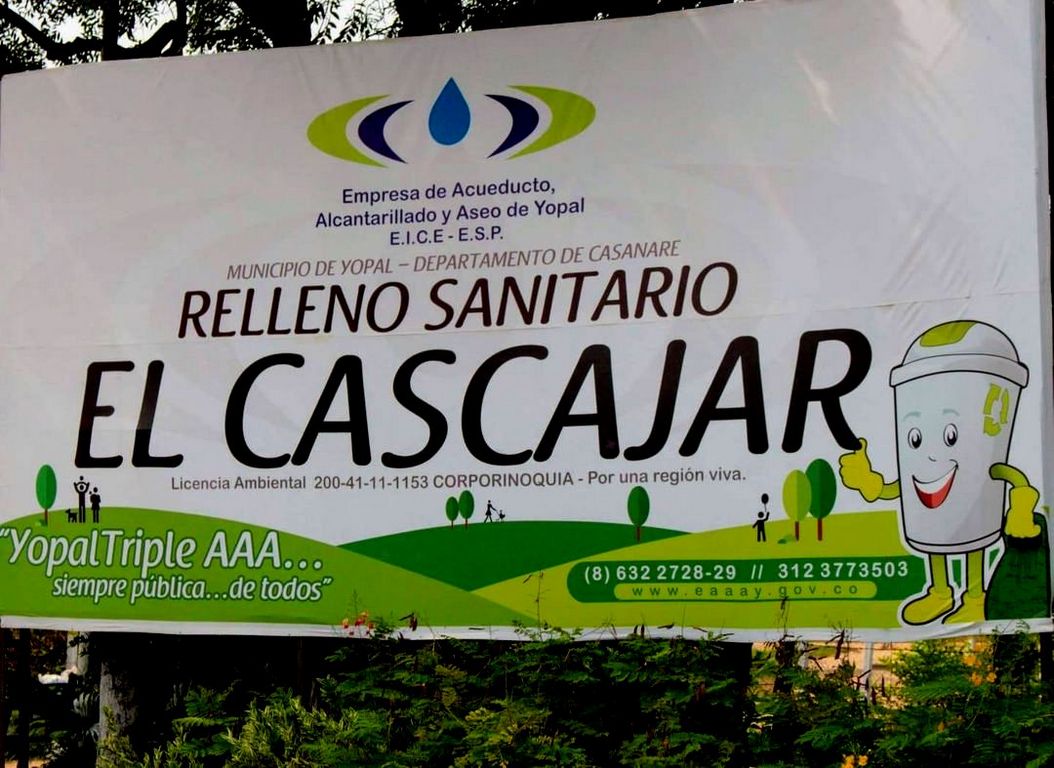 Empresa de Acueducto,
Alcantarillado y Aseo de Yopal
E.I.C.E - E.S.P.
MUNICIPIO DE YOPAL – DEPARTAMENTO DE CASANARE
RELLENO SANITARIO
EL CASCAJAR
Licencia Ambiental 200-41-11-1153 CORPORINOQUIA - Por una región viva.
"YopalTriple AAA...
siempre pública...de todos"
(8) 632 2728-29 // 312 3773503
www.eaaay.gov.co